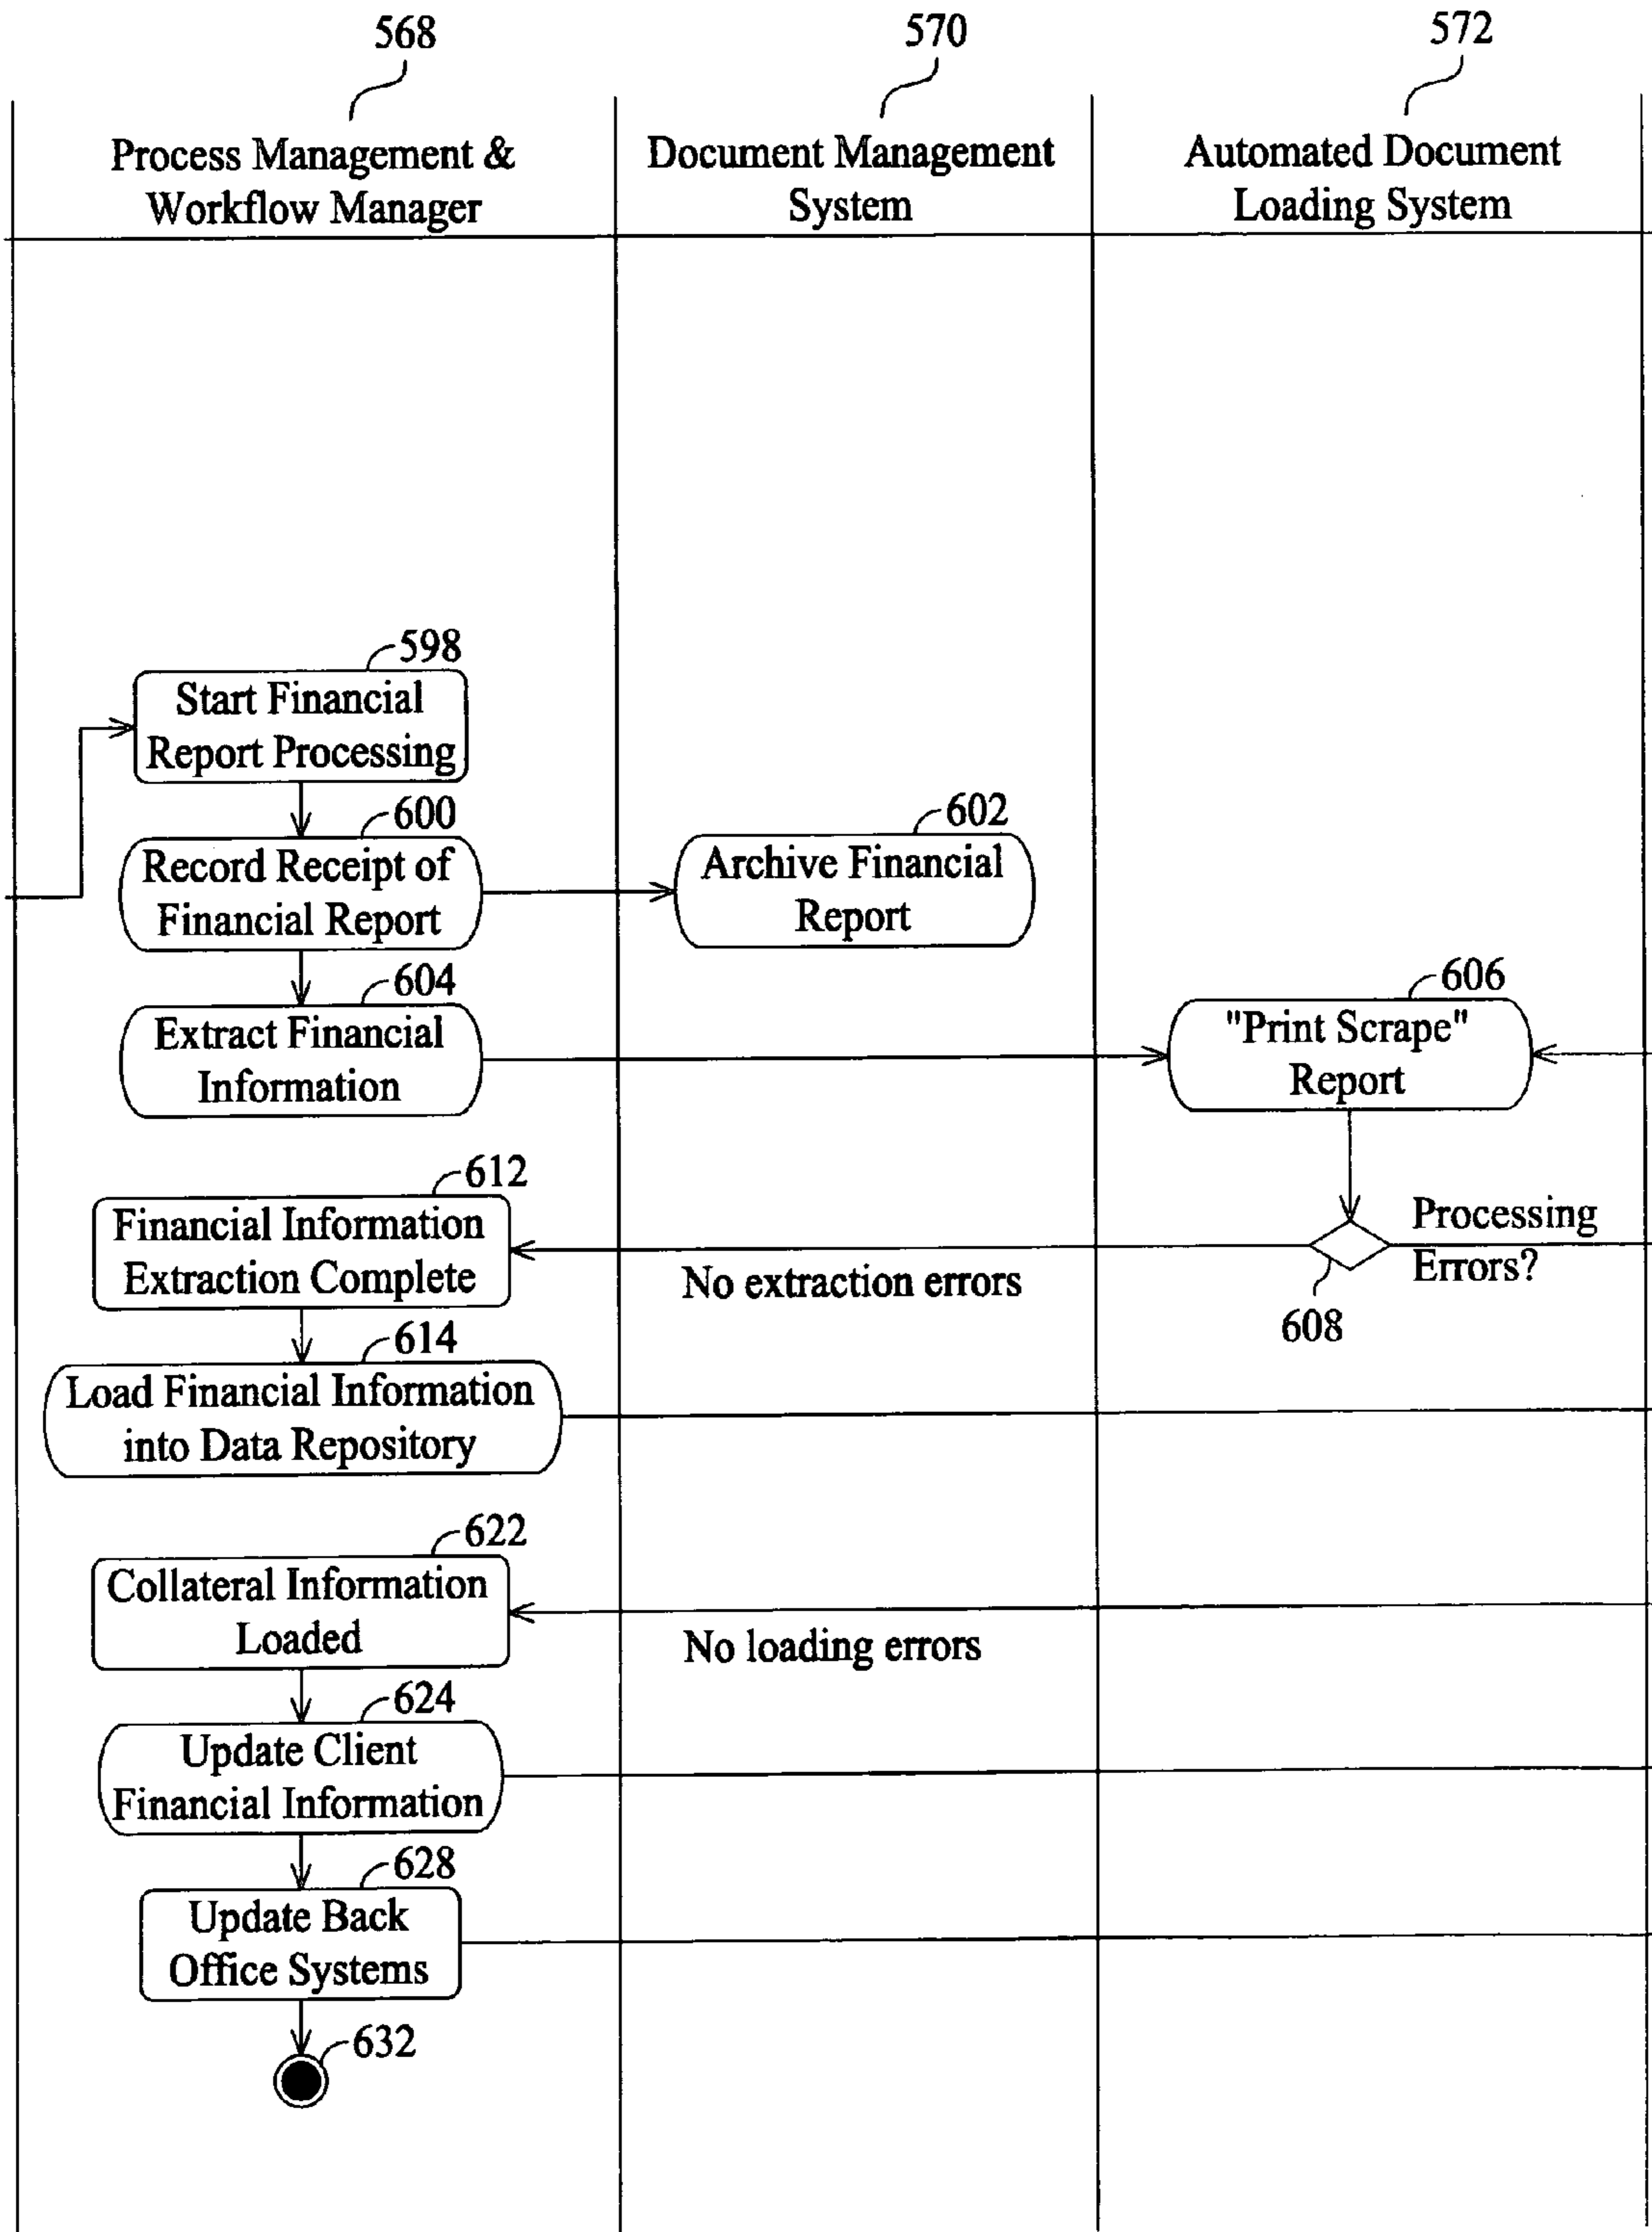 568
570
572
Process Management &
Workflow Manager
Document Management
System
Automated Document
Loading System
598
Start Financial
Report Processing
600
Record Receipt of
Financial Report
602
Archive Financial
Report
604
Extract Financial
Information
606
"Print Scrape"
Report
612
Financial Information
Extraction Complete
No extraction errors
Processing
Errors?
608
614
Load Financial Information
into Data Repository
622
Collateral Information
Loaded
No loading errors
624
Update Client
Financial Information
628
Update Back
Office Systems
632